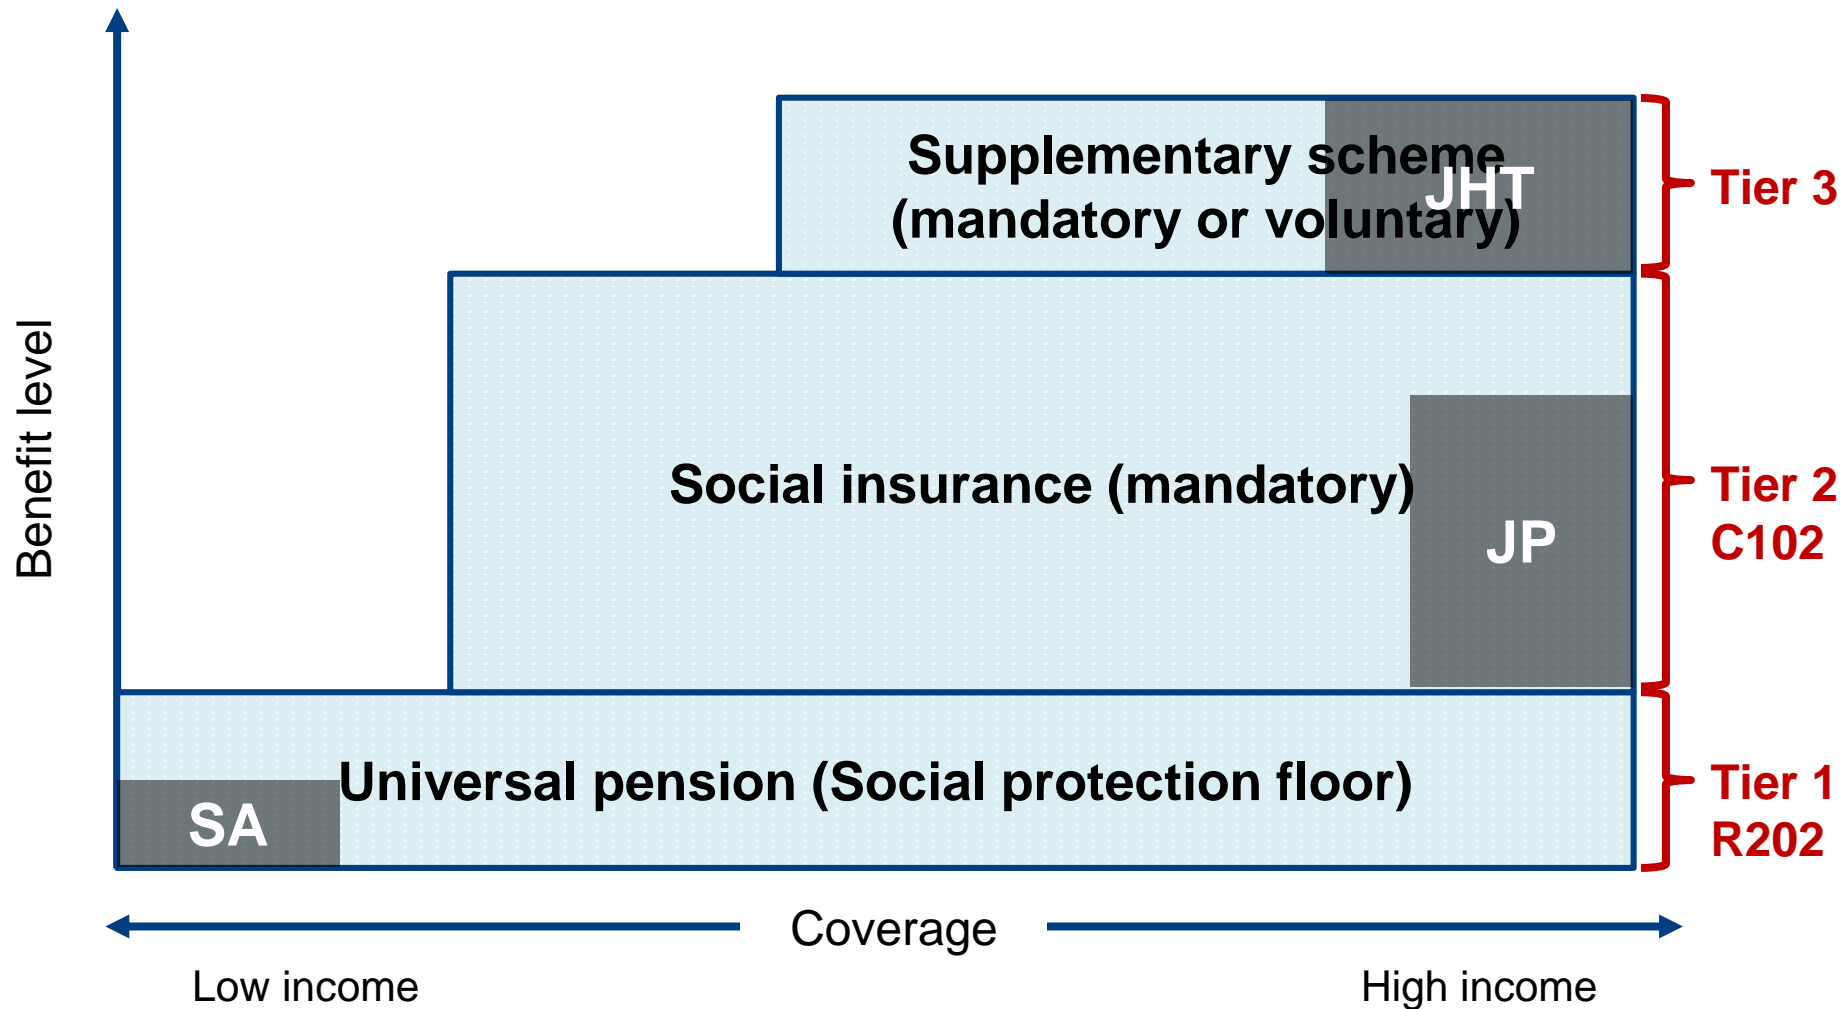 Benefit level
Supplementary scheme
(mandatory or voluntary)
JHT
Tier 3
Social insurance (mandatory)
JP
Tier 2
C102
Universal pension (Social protection floor)
SA
Tier 1
R202
Coverage
Low income
High income